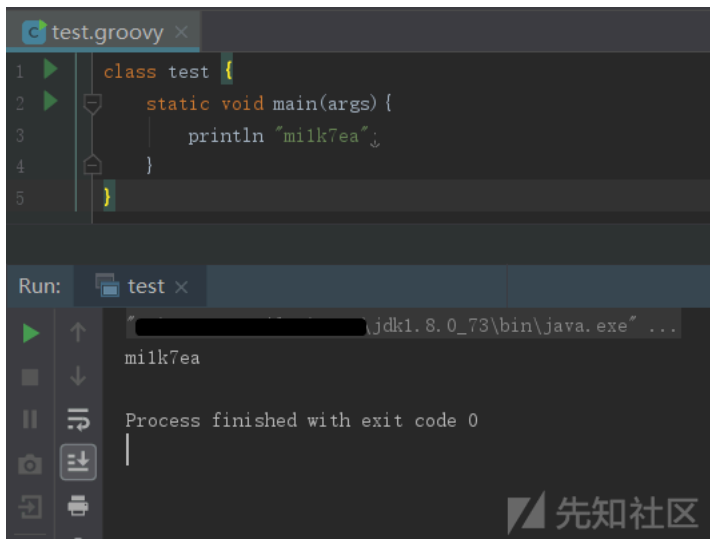 test.groovy
1 class test {
2 static void main(args){
3 println "mi1k7ea";
4 }
5 }
Run: test
"\jdk1.8.0_73\bin\java.exe" ...
mi1k7ea
Process finished with exit code 0
先知社区